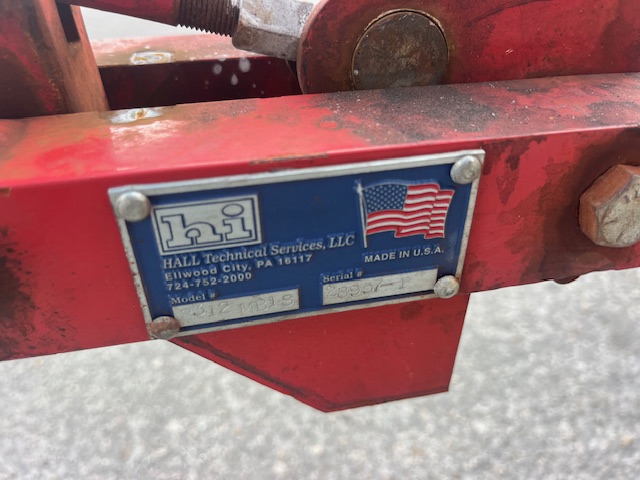 hi
HALL Technical Services, LLC
Ellwood City, PA 16117
724-752-2000
MADE IN U.S.A.
Model #
Serial #